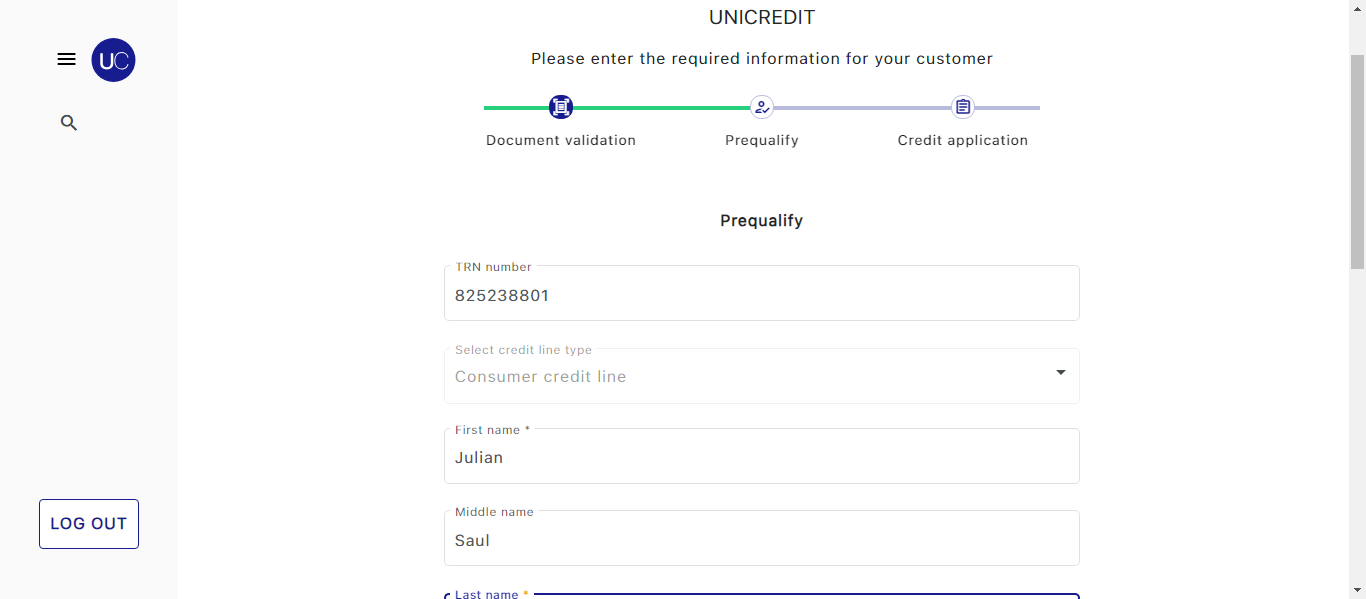 UNICREDIT
UC
Please enter the required information for your customer
Document validation
Prequalify
Credit application
Prequalify
TRN number
825238801
Select credit line type
Consumer credit line
First name *
Julian
Middle name
Saul
LOG OUT
Last name *